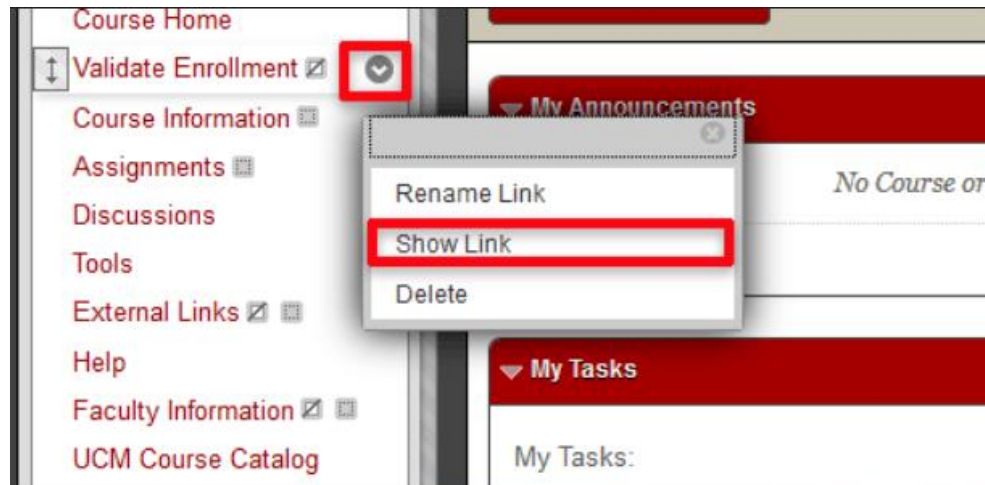 Course Home
Validate Enrollment
Course Information
Assignments
Discussions
Tools
External Links
Help
Faculty Information
UCM Course Catalog
Rename Link
Show Link
Delete
My Announcements
No Course or
My Tasks
My Tasks: